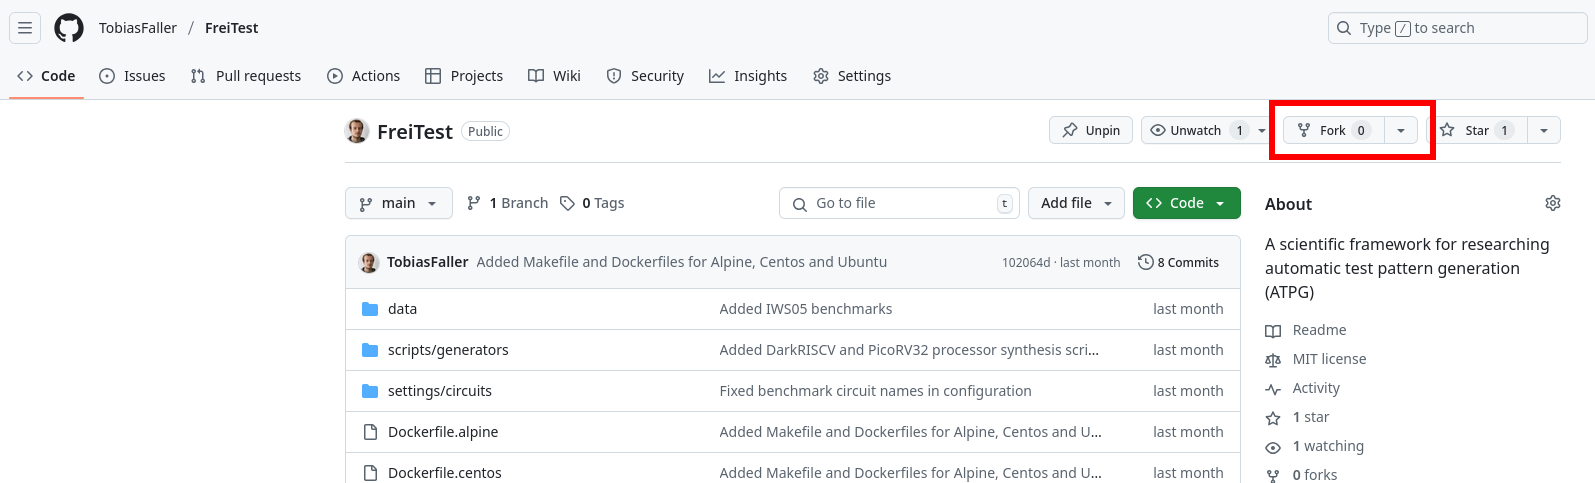 TobiasFaller / FreiTest
Type / to search
Code Issues Pull requests Actions Projects Wiki Security Insights Settings
FreiTest Public
Unpin Unwatch 1 Fork 0 Star 1
main 1 Branch 0 Tags Go to file t Add file Code
TobiasFaller Added Makefile and Dockerfiles for Alpine, Centos and Ubuntu 102064d · last month 8 Commits
data Added IWS05 benchmarks last month
scripts/generators Added DarkRISCV and PicoRV32 processor synthesis scri... last month
settings/circuits Fixed benchmark circuit names in configuration last month
Dockerfile.alpine Added Makefile and Dockerfiles for Alpine, Centos and U... last month
Dockerfile.centos Added Makefile and Dockerfiles for Alpine, Centos and U... last month
About
A scientific framework for researching
automatic test pattern generation
(ATPG)
Readme
MIT license
Activity
1 star
1 watching
0 forks